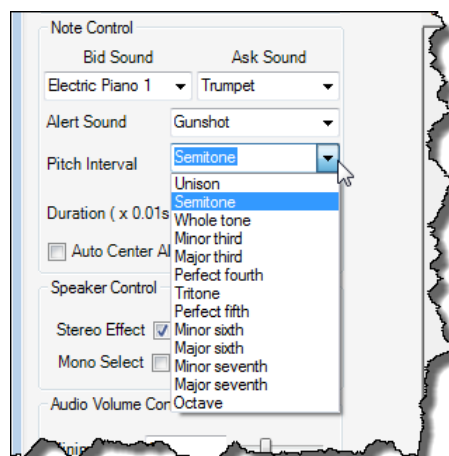 Note Control
Bid Sound Ask Sound
Electric Piano 1 Trumpet
Alert Sound Gunshot
Pitch Interval Semitone
Unison
Semitone
Whole tone
Minor third
Major third
Perfect fourth
Tritone
Perfect fifth
Minor sixth
Major sixth
Minor seventh
Major seventh
Octave
Duration ( x 0.01s
Auto Center Al
Speaker Control
Stereo Effect
Mono Select
Audio Volume Con